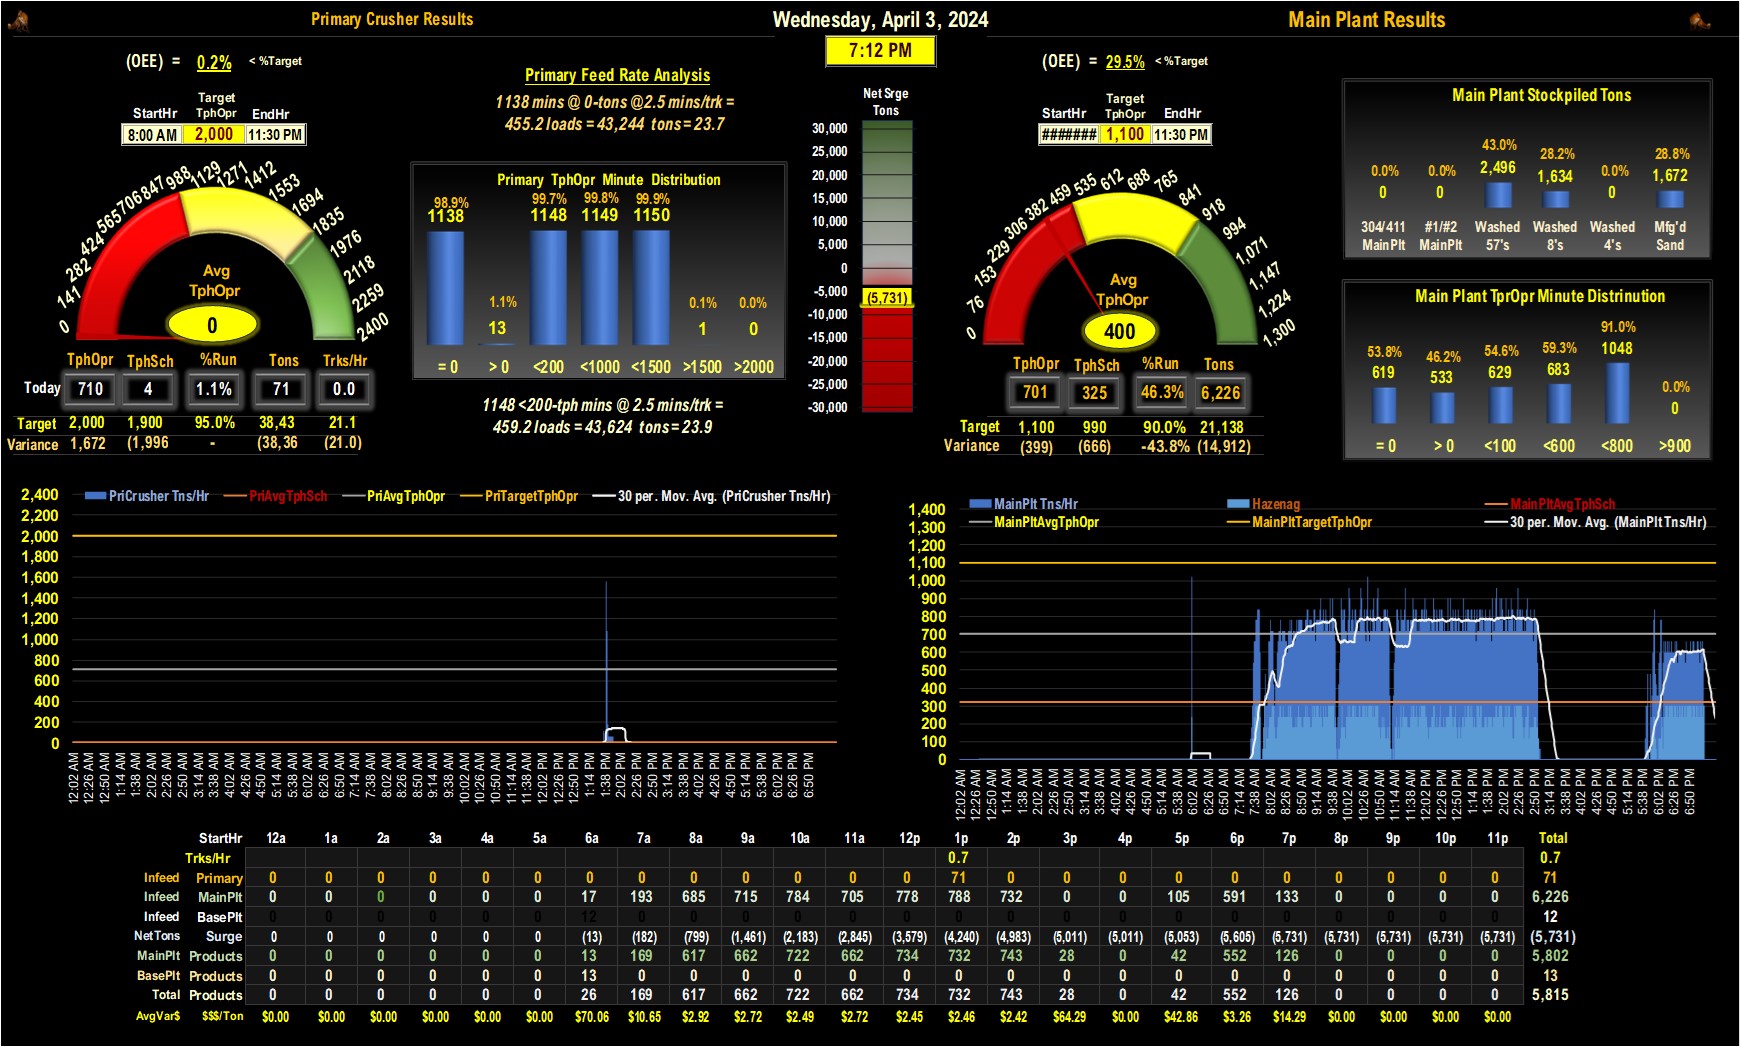 Primary Crusher Results
Wednesday, April 3, 2024
Main Plant Results
7:12 PM
(OEE) = 0.2% < %Target
Target
StartHr TphOpr EndHr
8:00 AM 2,000 11:30 PM
Primary Feed Rate Analysis
1138 mins @ 0-tons @2.5 mins/trk =
455.2 loads = 43,244 tons = 23.7
0 141 282 424 565 706 847 988 1129 1271 1412 1553 1694 1835 1976 2118 2259 2400
Avg
TphOpr
0
TphOpr TphSch %Run Tons Trks/Hr
Today 710 4 1.1% 71 0.0
Target 2,000 1,900 95.0% 38,43 21.1
Variance 1,672 (1,996 - (38,36 (21.0)
Primary TphOpr Minute Distribution
98.9% 1.1% 99.7% 99.8% 99.9% 0.1% 0.0%
1138 13 1148 1149 1150 1 0
= 0 > 0 <200 <1000 <1500 >1500 >2000
1148 <200-tph mins @ 2.5 mins/trk =
459.2 loads = 43,624 tons = 23.9
Net Srge
Tons
30,000
25,000
20,000
15,000
10,000
5,000
0
-5,000
(5,731)
-10,000
-15,000
-20,000
-25,000
-30,000
(OEE) = 29.5% < %Target
Target
StartHr TphOpr EndHr
####### 1,100 11:30 PM
0 76 153 229 306 382 459 535 612 688 765 841 918 994 1,071 1,147 1,224 1,300
Avg
TphOpr
400
TphOpr TphSch %Run Tons
701 325 46.3% 6,226
Target 1,100 990 90.0% 21,138
Variance (399) (666) -43.8% (14,912)
Main Plant Stockpiled Tons
0.0% 0.0% 43.0% 28.2% 0.0% 28.8%
0 0 2,496 1,634 0 1,672
304/411 #1/#2 Washed Washed Washed Mfg'd
MainPlt MainPlt 57's 8's 4's Sand
Main Plant TprOpr Minute Distrinution
53.8% 46.2% 54.6% 59.3% 91.0% 0.0%
619 533 629 683 1048 0
= 0 > 0 <100 <600 <800 >900
PriCrusher Tns/Hr PriAvgTphSch PriAvgTphOpr PriTargetTphOpr 30 per. Mov. Avg. (PriCrusher Tns/Hr)
2,400
2,200
2,000
1,800
1,600
1,400
1,200
1,000
800
600
400
200
0
12:02 AM 12:26 AM 12:50 AM 1:14 AM 1:38 AM 2:02 AM 2:26 AM 2:50 AM 3:14 AM 3:38 AM 4:02 AM 4:26 AM 4:50 AM 5:14 AM 5:38 AM 6:02 AM 6:26 AM 6:50 AM 7:14 AM 7:38 AM 8:02 AM 8:26 AM 8:50 AM 9:14 AM 9:38 AM 10:02 AM 10:26 AM 10:50 AM 11:14 AM 11:38 AM 12:02 PM 12:26 PM 12:50 PM 1:14 PM 1:38 PM 2:02 PM 2:26 PM 2:50 PM 3:14 PM 3:38 PM 4:02 PM 4:26 PM 4:50 PM 5:14 PM 5:38 PM 6:02 PM 6:26 PM 6:50 PM
MainPlt Tns/Hr Hazenag MainPltAvgTphSch
MainPltAvgTphOpr MainPltTargetTphOpr 30 per. Mov. Avg. (MainPlt Tns/Hr)
1,400
1,300
1,200
1,100
1,000
900
800
700
600
500
400
300
200
100
0
12:02 AM 12:26 AM 12:50 AM 1:14 AM 1:38 AM 2:02 AM 2:26 AM 2:50 AM 3:14 AM 3:38 AM 4:02 AM 4:26 AM 4:50 AM 5:14 AM 5:38 AM 6:02 AM 6:26 AM 6:50 AM 7:14 AM 7:38 AM 8:02 AM 8:26 AM 8:50 AM 9:14 AM 9:38 AM 10:02 AM 10:26 AM 10:50 AM 11:14 AM 11:38 AM 12:02 PM 12:26 PM 12:50 PM 1:14 PM 1:38 PM 2:02 PM 2:26 PM 2:50 PM 3:14 PM 3:38 PM 4:02 PM 4:26 PM 4:50 PM 5:14 PM 5:38 PM 6:02 PM 6:26 PM 6:50 PM
StartHr 12a 1a 2a 3a 4a 5a 6a 7a 8a 9a 10a 11a 12p 1p 2p 3p 4p 5p 6p 7p 8p 9p 10p 11p Total
Trks/Hr 0.7 0.7
Infeed Primary 0 0 0 0 0 0 0 0 0 0 0 0 0 71 0 0 0 0 0 0 0 0 0 0 71
Infeed MainPlt 0 0 0 0 0 0 17 193 685 715 784 705 778 788 732 0 0 105 591 133 0 0 0 0 6,226
Infeed BasePlt 0 0 0 0 0 0 12 0 0 0 0 0 0 0 0 0 0 0 0 0 0 0 0 0 12
NetTons Surge 0 0 0 0 0 0 (13) (182) (799) (1,461) (2,183) (2,845) (3,579) (4,240) (4,983) (5,011) (5,011) (5,053) (5,605) (5,731) (5,731) (5,731) (5,731) (5,731) (5,731)
MainPlt Products 0 0 0 0 0 0 13 169 617 662 722 662 734 732 743 28 0 42 552 126 0 0 0 0 5,802
BasePlt Products 0 0 0 0 0 0 13 0 0 0 0 0 0 0 0 0 0 0 0 0 0 0 0 0 13
Total Products 0 0 0 0 0 0 26 169 617 662 722 662 734 732 743 28 0 42 552 126 0 0 0 0 5,815
AvgVar$ $$$/Ton $0.00 $0.00 $0.00 $0.00 $0.00 $0.00 $70.06 $10.65 $2.92 $2.72 $2.49 $2.72 $2.45 $2.46 $2.42 $64.29 $0.00 $42.86 $3.26 $14.29 $0.00 $0.00 $0.00 $0.00